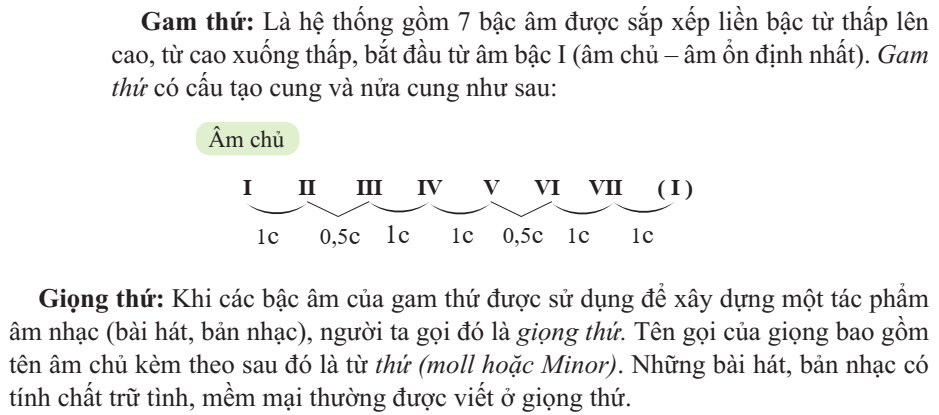 Gam thứ: Là hệ thống gồm 7 bậc âm được sắp xếp liền bậc từ thấp lên
cao, từ cao xuống thấp, bắt đầu từ âm bậc I (âm chủ – âm ổn định nhất). Gam
thứ có cấu tạo cung và nửa cung như sau:
Âm chủ
I II III IV V VI VII ( I )
1c 0,5c 1c 1c 0,5c 1c 1c
Giọng thứ: Khi các bậc âm của gam thứ được sử dụng để xây dựng một tác phẩm
âm nhạc (bài hát, bản nhạc), người ta gọi đó là giọng thứ. Tên gọi của giọng bao gồm
tên âm chủ kèm theo sau đó là từ thứ (moll hoặc Minor). Những bài hát, bản nhạc có
tính chất trữ tình, mềm mại thường được viết ở giọng thứ.